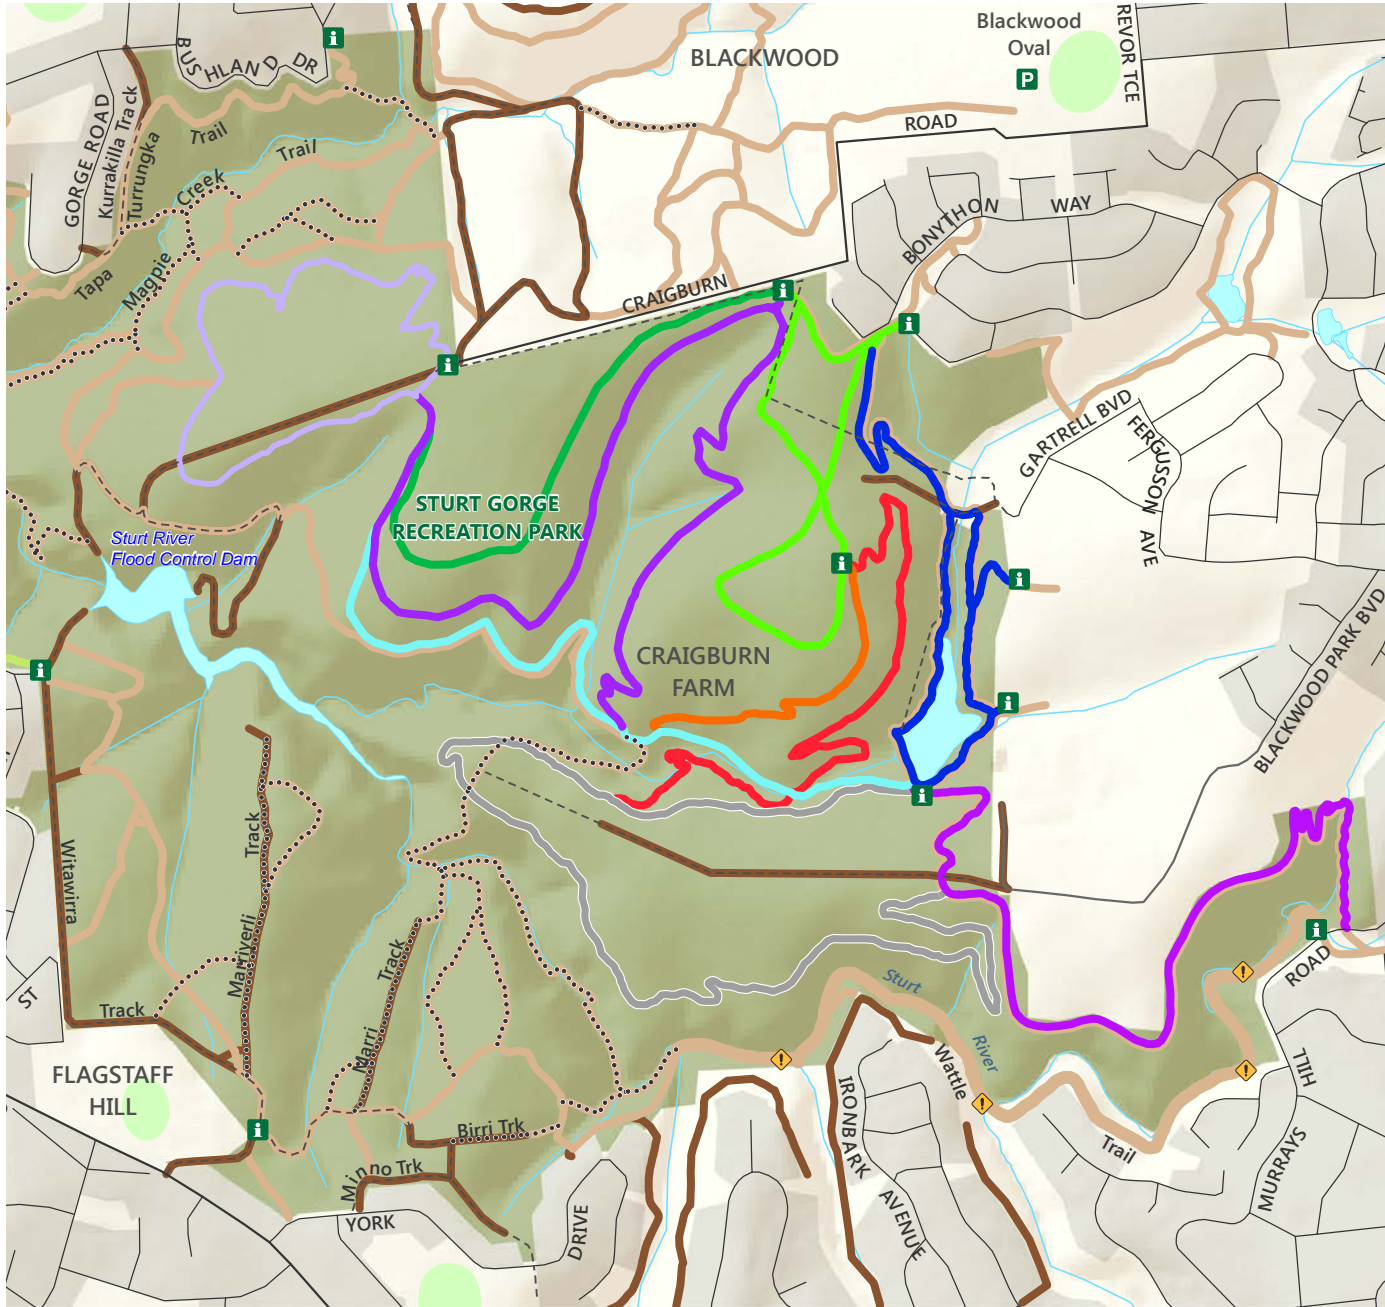 Blackwood
Oval
P
REVOR TCE
BLACKWOOD
BUSHLAND DR
GORGE ROAD
Kurrakilla Track
Turrungka
Trail
Trail
Creek
Magpie
Tapa
ROAD
CRAIGBURN
BONYTHON
WAY
GARTRELL BVD
FERGUSSON AVE
BLACKWOOD PARK BVD
STURT GORGE
RECREATION PARK
Sturt River
Flood Control Dam
CRAIGBURN
FARM
Witawirra
Track
Track
Marriyerli
Track
Marri
ST
FLAGSTAFF
HILL
Birri Trk
Minno Trk
YORK
DRIVE
Sturt
River
Wattle
Trail
IRONBARK
AVENUE
ROAD
HILL
MURRAYS